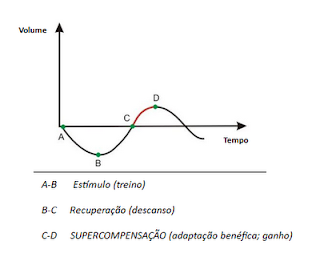 Volume
D
C
A
Tempo
B
A-B Estímulo (treino)
B-C Recuperação (descanso)
C-D SUPERCOMPENSAÇÃO (adaptação benéfica; ganho)